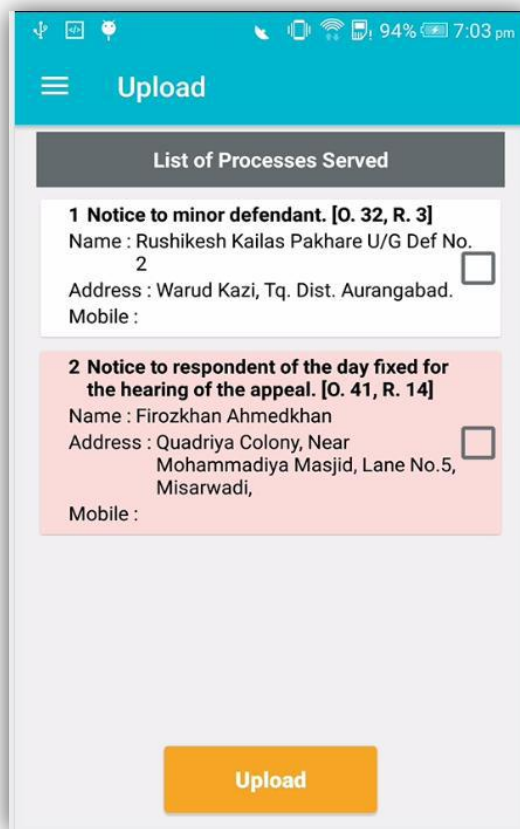 94% 7:03 pm
Upload
List of Processes Served
1 Notice to minor defendant. [O. 32, R. 3]
Name : Rushikesh Kailas Pakhare U/G Def No.
2
Address : Warud Kazi, Tq. Dist. Aurangabad.
Mobile :
2 Notice to respondent of the day fixed for
the hearing of the appeal. [O. 41, R. 14]
Name : Firozkhan Ahmedkhan
Address : Quadriya Colony, Near
Mohammadiya Masjid, Lane No.5,
Misarwadi,
Mobile :
Upload